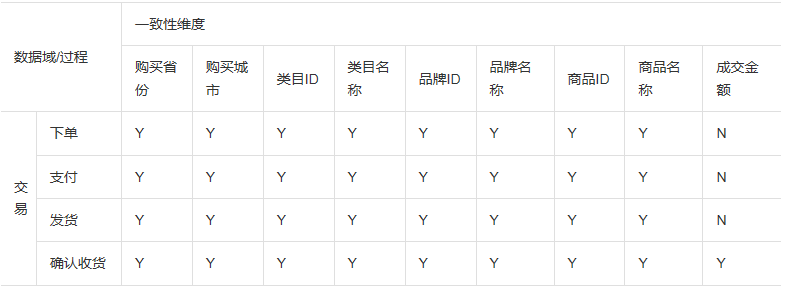 数据域/过程
一致性维度
购买省份
购买城市
类目ID
类目名称
品牌ID
品牌名称
商品ID
商品名称
成交金额
交易
下单 Y Y Y Y Y Y Y Y N
支付 Y Y Y Y Y Y Y Y N
发货 Y Y Y Y Y Y Y Y N
确认收货 Y Y Y Y Y Y Y Y Y